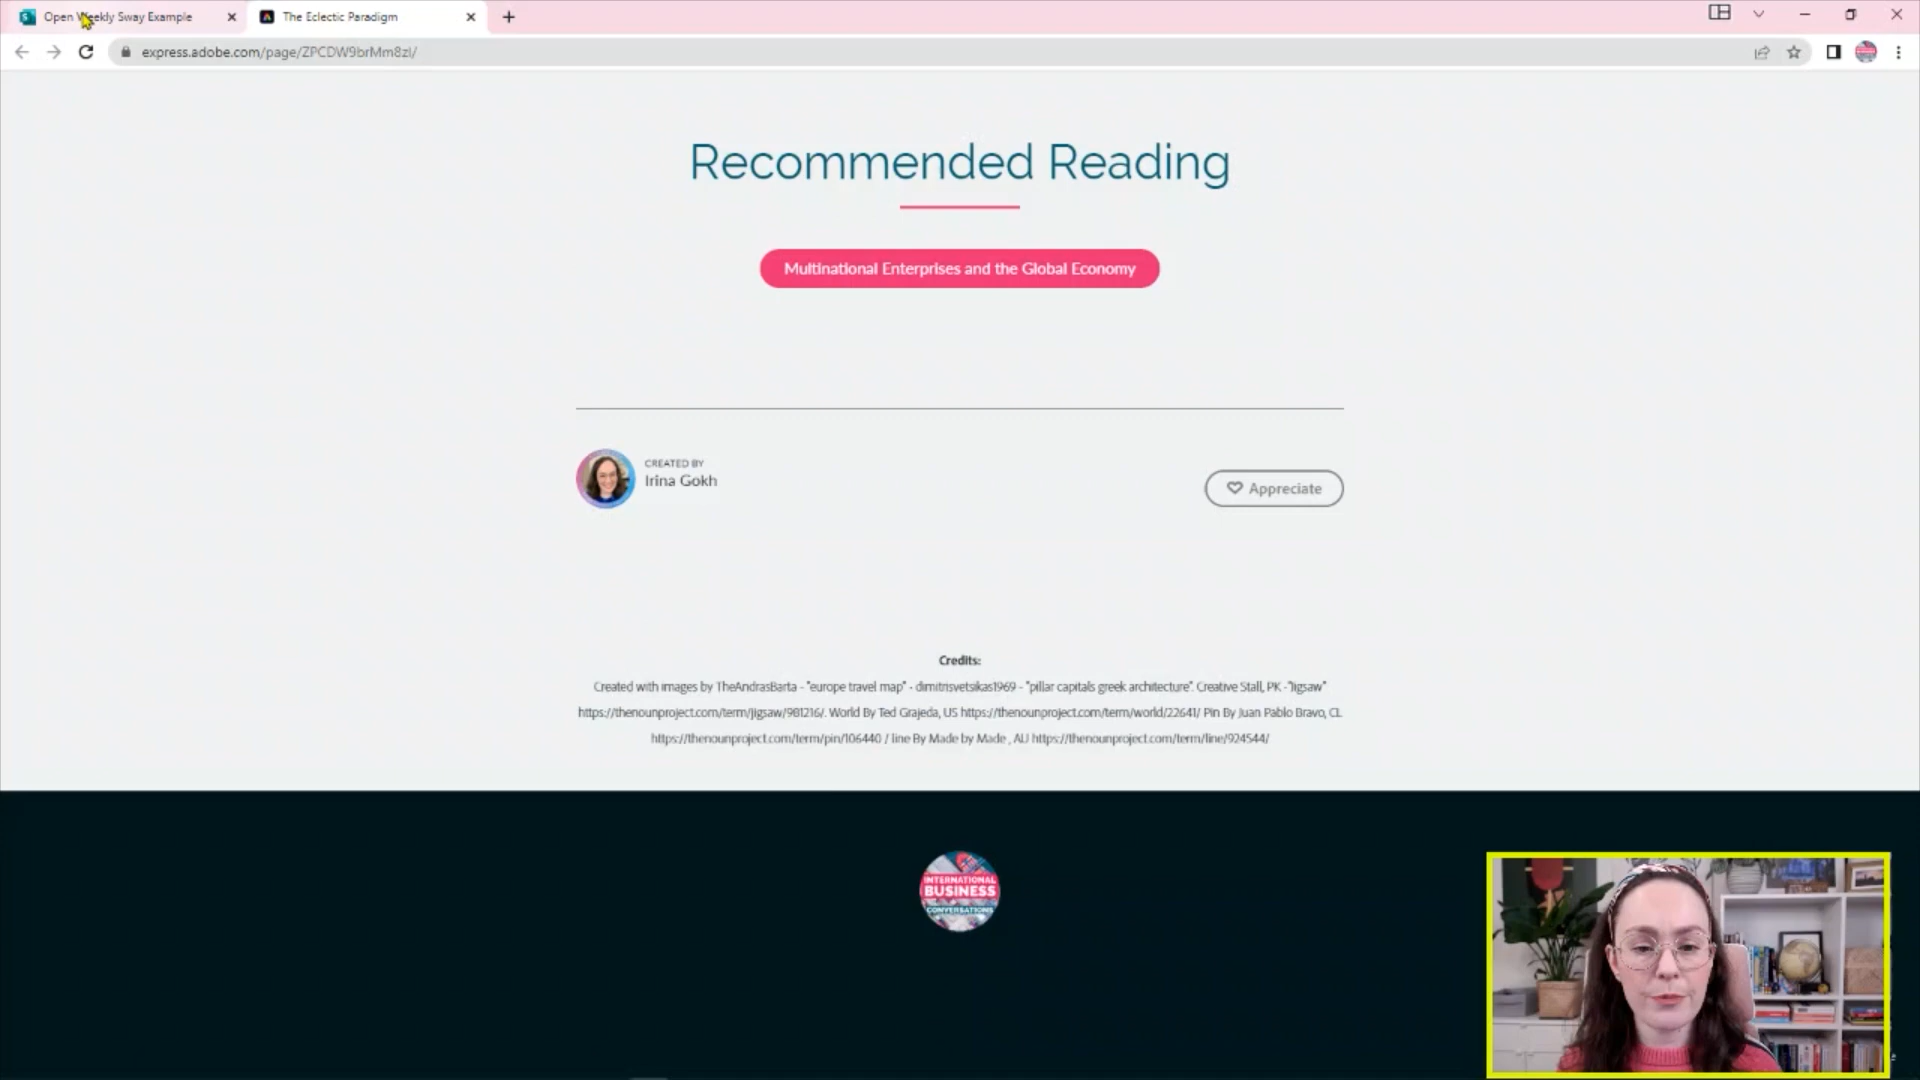 Open Weekly Sway Example
The Eclectic Paradigm
express.adobe.com/page/ZPCDW9brMm8zI/
Recommended Reading
Multinational Enterprises and the Global Economy
CREATED BY
Irina Gokh
Appreciate
Credits:
Created with images by TheAndrasBarta - "europe travel map" • dimitrisvetsikas1969 - "pillar capitals greek architecture". Creative Stall, PK -"Jigsaw"
https://thenounproject.com/term/jigsaw/981216/. World By Ted Grajeda, US https://thenounproject.com/term/world/22641/ Pin By Juan Pablo Bravo, CL
https://thenounproject.com/term/pin/106440 / line By Made by Made , AU https://thenounproject.com/term/line/924544/
INTERNATIONAL
BUSINESS
CONVERSATIONS